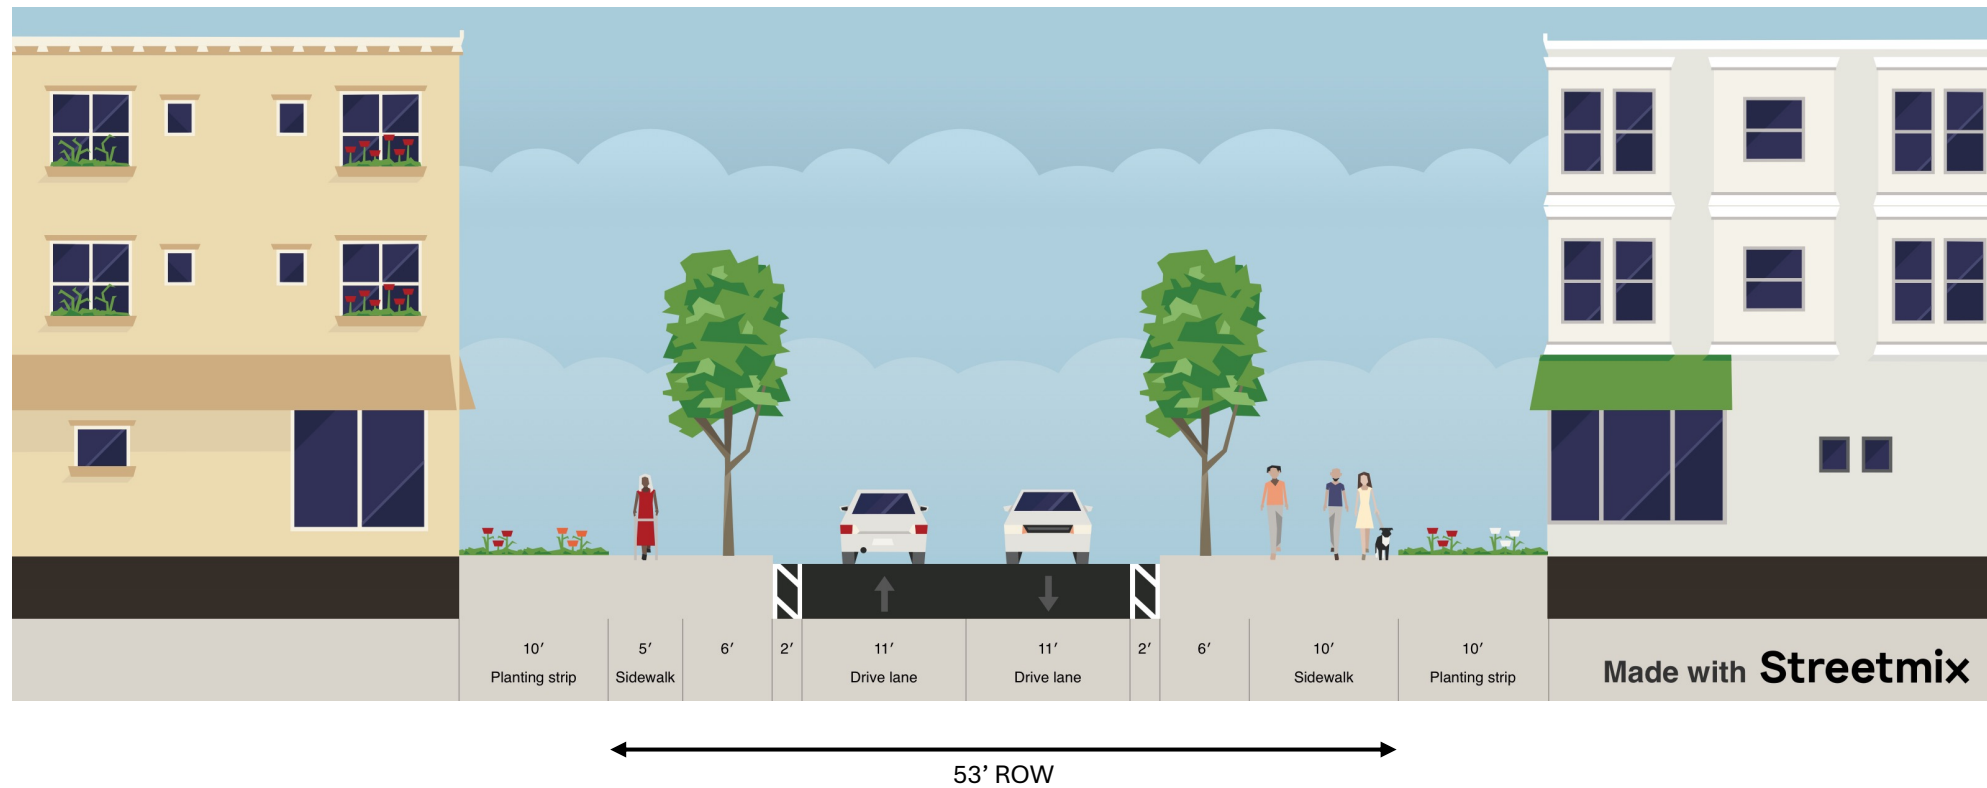 10′ 5′ 6′ 2′ 11′ 11′ 2′ 6′ 10′ 10′
Planting strip Sidewalk Drive lane Drive lane Sidewalk Planting strip
Made with Streetmix
53’ ROW